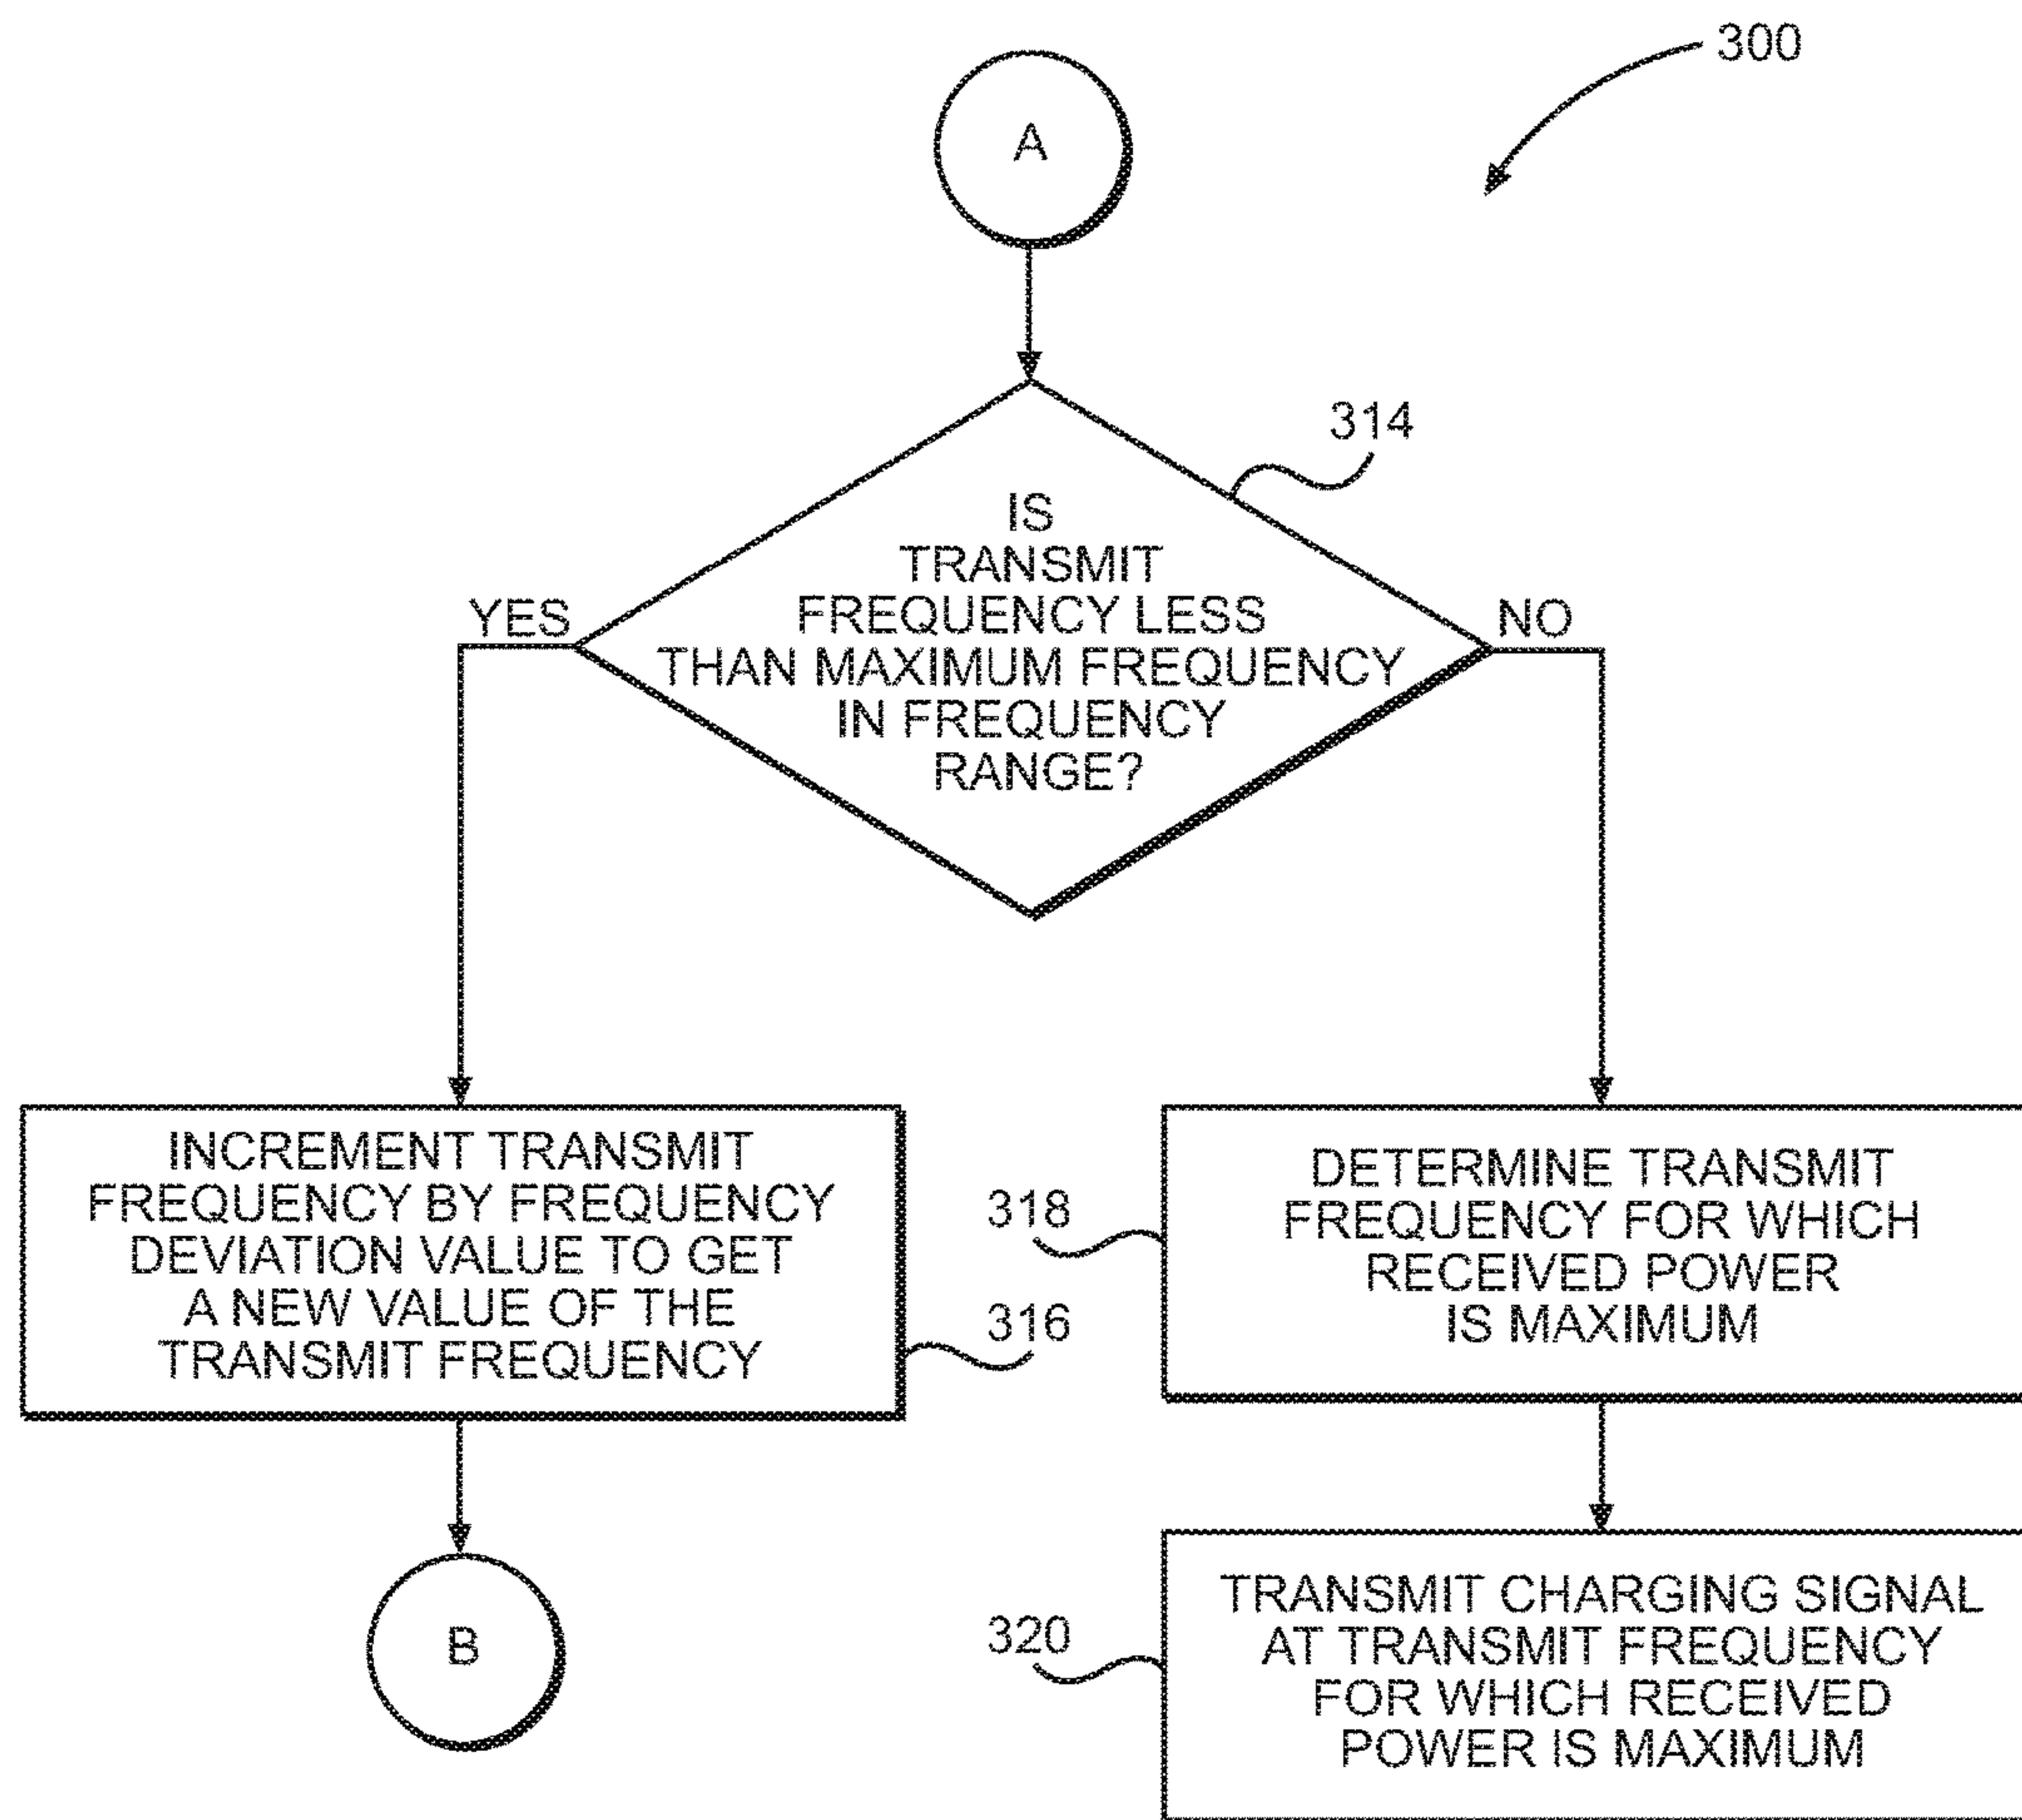 300
A
314
IS
TRANSMIT
FREQUENCY LESS
THAN MAXIMUM FREQUENCY
IN FREQUENCY
RANGE?
YES
NO
INCREMENT TRANSMIT
FREQUENCY BY FREQUENCY
DEVIATION VALUE TO GET
A NEW VALUE OF THE
TRANSMIT FREQUENCY
316
318
DETERMINE TRANSMIT
FREQUENCY FOR WHICH
RECEIVED POWER
IS MAXIMUM
B
320
TRANSMIT CHARGING SIGNAL
AT TRANSMIT FREQUENCY
FOR WHICH RECEIVED
POWER IS MAXIMUM